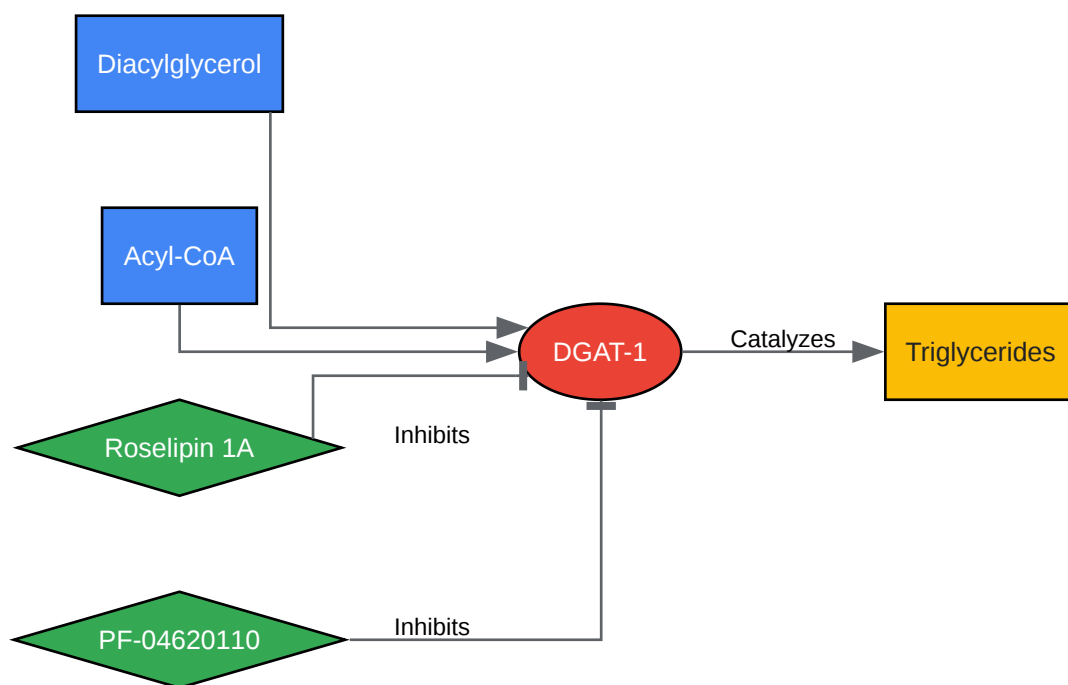 Diacylglycerol
Acyl-CoA
DGAT-1
Catalyzes
Triglycerides
Roselipin 1A
Inhibits
PF-04620110
Inhibits